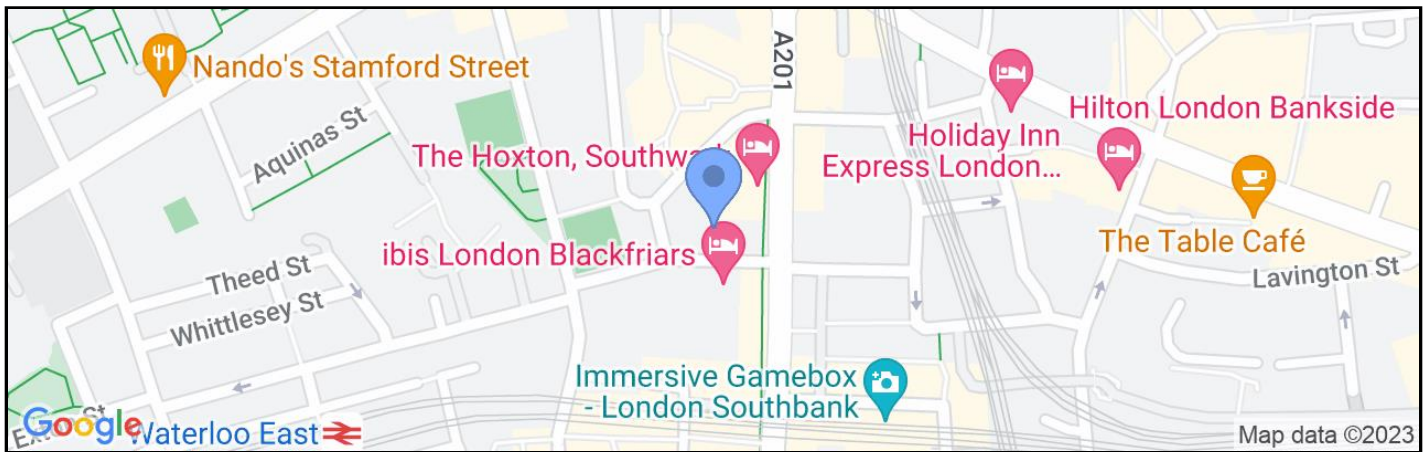 Nando's Stamford Street
A201
Hilton London Bankside
Aquinas St
The Hoxton,
Holiday Inn
Express London...
ibis London Blackfriars
The Table Café
Theed St
Lavington St
Whittlesey St
Immersive Gamebox
- London Southbank
St
Google
Waterloo East
Map data ©2023